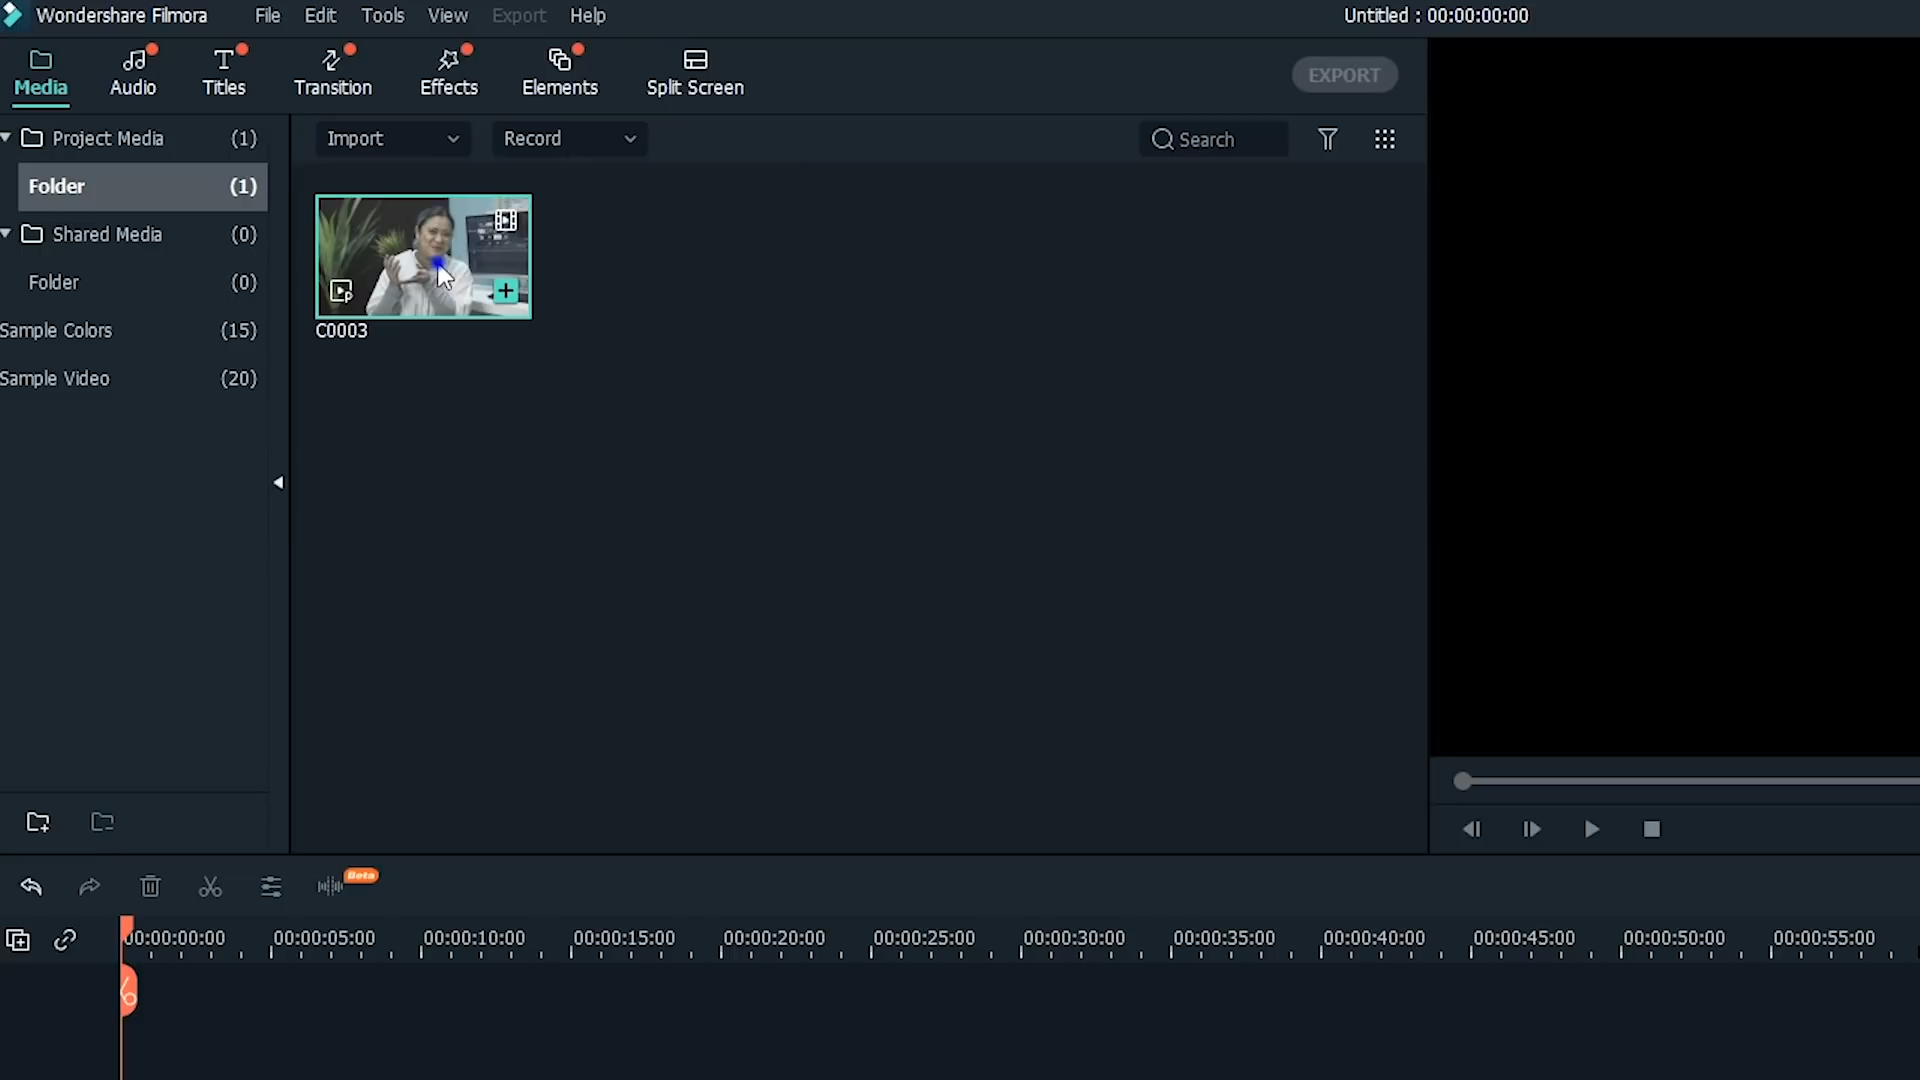 Wondershare Filmora File Edit Tools View Export Help Untitled : 00:00:00:00
Media Audio Titles Transition Effects Elements Split Screen EXPORT
Project Media (1) Import Record Search
Folder (1)
Shared Media (0)
Folder (0)
C0003
Sample Colors (15)
Sample Video (20)
Beta
00:00:00:00 00:00:05:00 00:00:10:00 00:00:15:00 00:00:20:00 00:00:25:00 00:00:30:00 00:00:35:00 00:00:40:00 00:00:45:00 00:00:50:00 00:00:55:00